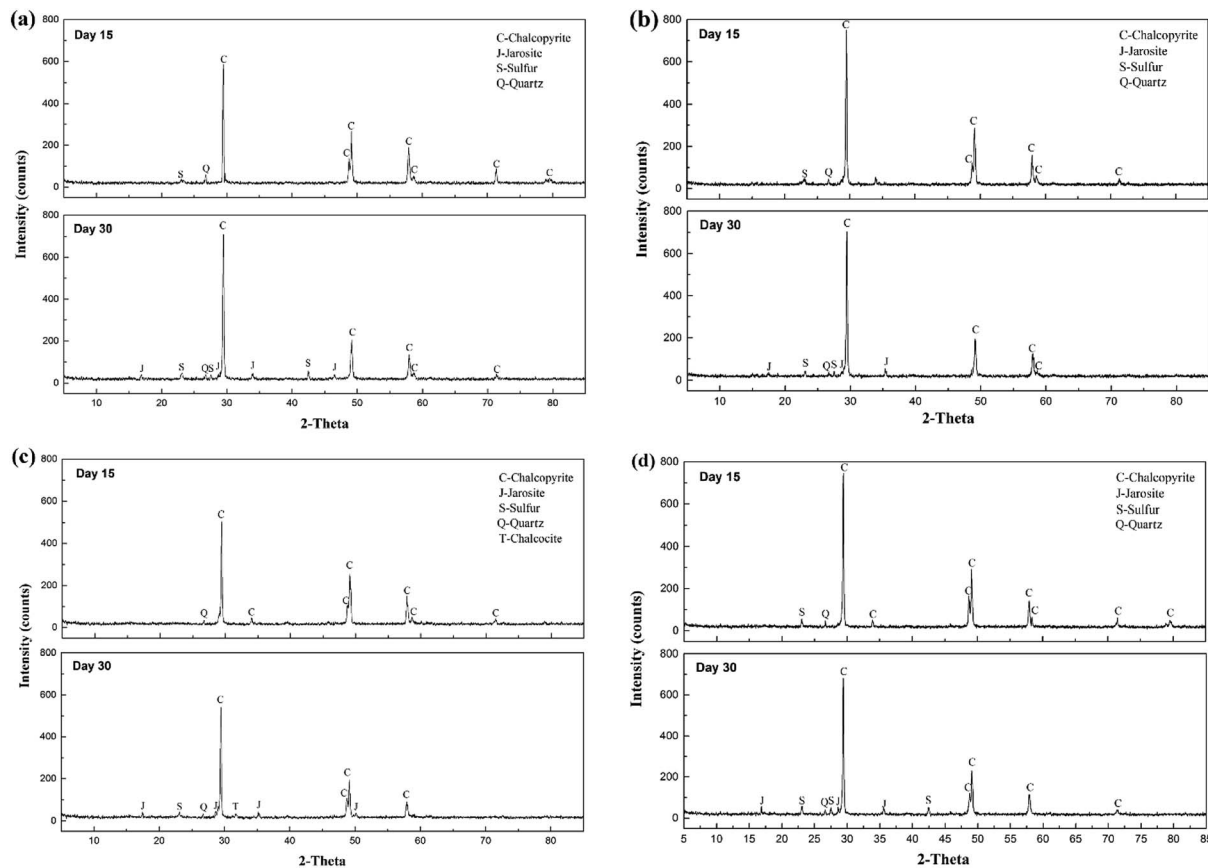 (a)
800
600
400
200
0
Day 15
C-Chalcopyrite
J-Jarosite
S-Sulfur
Q-Quartz
S Q C C C C C C C
800
600
400
200
0
Day 30
J S Q S J C J S J C C C C
10 20 30 40 50 60 70 80
2-Theta
Intensity (counts)
(b)
800
600
400
200
0
Day 15
C-Chalcopyrite
J-Jarosite
S-Sulfur
Q-Quartz
S Q C C C C C C
800
600
400
200
0
Day 30
J S Q S J C J C C C
10 20 30 40 50 60 70 80
2-Theta
Intensity (counts)
(c)
800
600
400
200
0
Day 15
C-Chalcopyrite
J-Jarosite
S-Sulfur
Q-Quartz
T-Chalcocite
Q C C C C C C C
800
600
400
200
0
Day 30
J S Q J C T J C C J C
10 20 30 40 50 60 70 80
2-Theta
Intensity (counts)
(d)
800
600
400
200
0
Day 15
C-Chalcopyrite
J-Jarosite
S-Sulfur
Q-Quartz
S Q C C C C C C C C
800
600
400
200
0
Day 30
J S Q S J C J S C C C C
5 10 15 20 25 30 35 40 45 50 55 60 65 70 75 80 85
2-Theta
Intensity (counts)